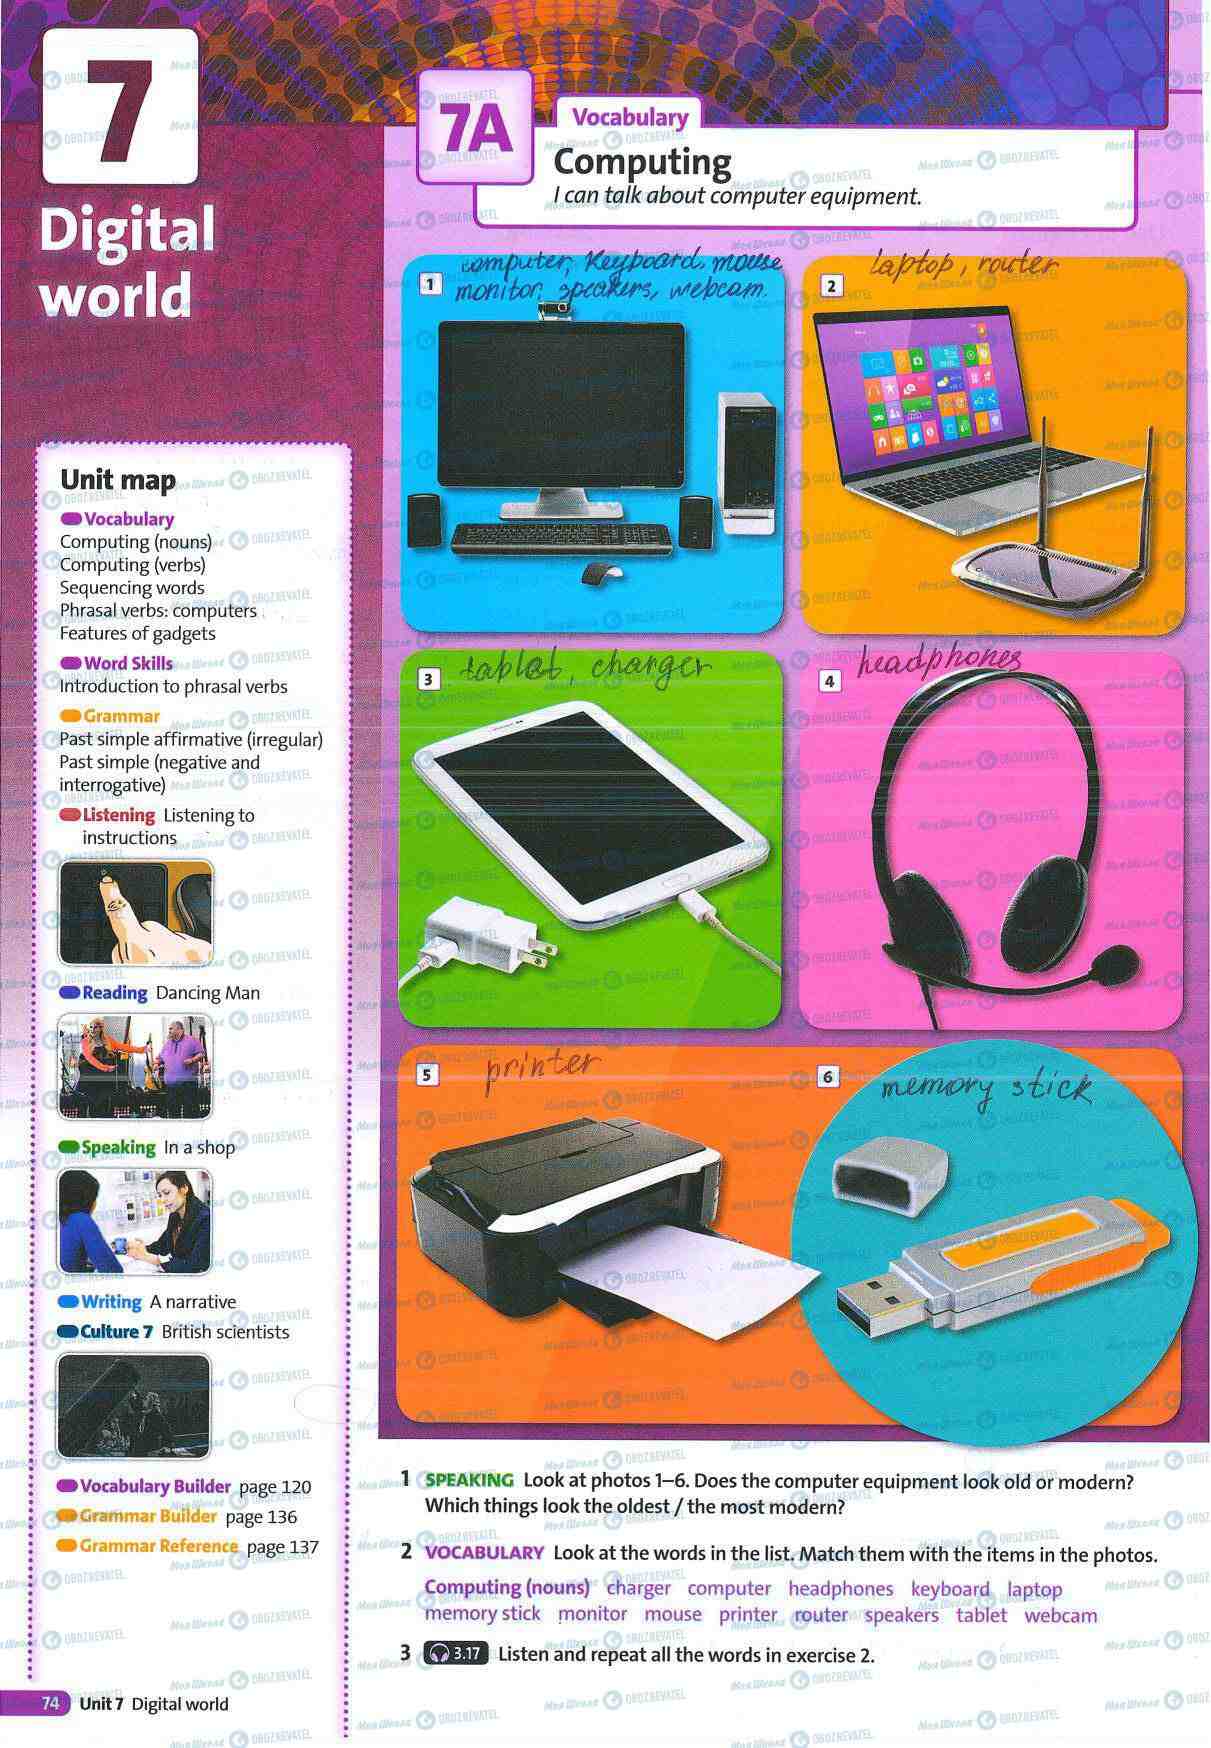 7
Digital
world
Unit map
Vocabulary
Computing (nouns)
Computing (verbs)
Sequencing words
Phrasal verbs: computers
Features of gadgets
Word Skills
Introduction to phrasal verbs
Grammar
Past simple affirmative (irregular)
Past simple (negative and
interrogative)
Listening Listening to
instructions
Reading Dancing Man
Speaking In a shop
Writing A narrative
Culture 7 British scientists
Vocabulary Builder page 120
Grammar Builder page 136
Grammar Reference page 137
7A
Vocabulary
Computing
I can talk about computer equipment.
1
computer, keyboard, mouse
monitor, speakers, webcam.
2
laptop, router
3
tablet, charger
4
headphones
5
printer
6
memory stick
1 SPEAKING Look at photos 1–6. Does the computer equipment look old or modern?
Which things look the oldest / the most modern?
2 VOCABULARY Look at the words in the list. Match them with the items in the photos.
Computing (nouns) charger computer headphones keyboard laptop
memory stick monitor mouse printer router speakers tablet webcam
3 3.17 Listen and repeat all the words in exercise 2.
74 Unit 7 Digital world
Моя Школа OBOZREVATEL